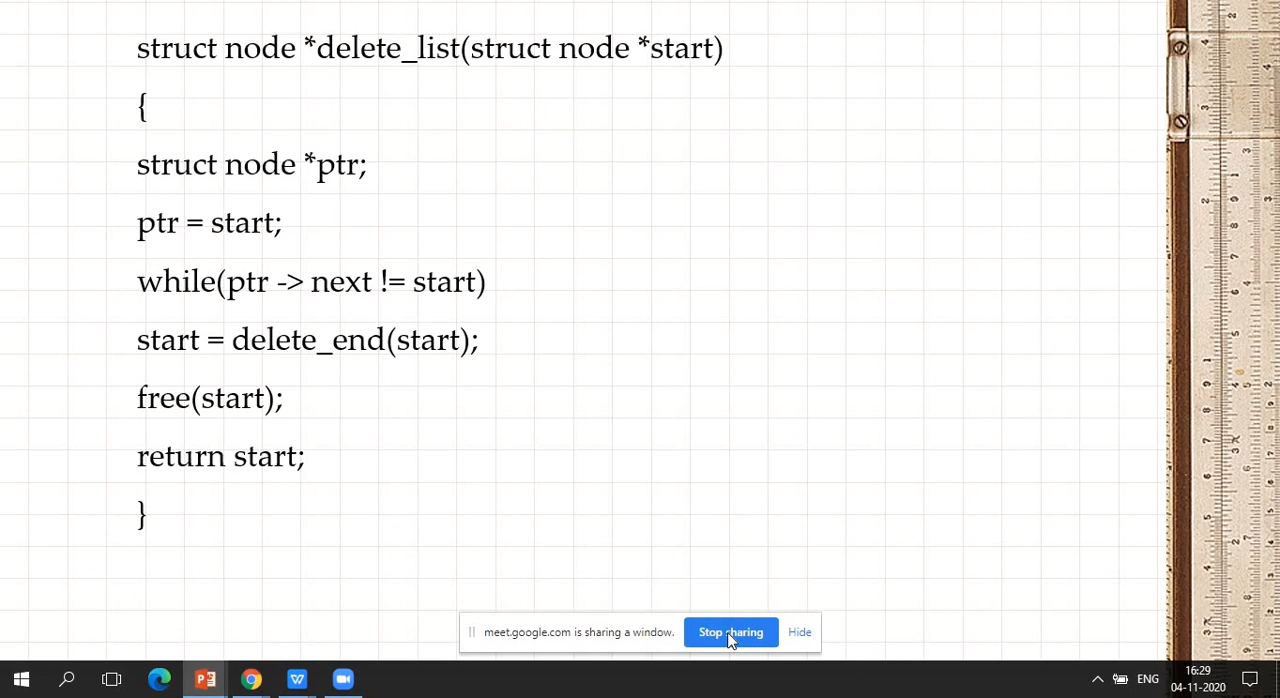 struct node *delete_list(struct node *start)
{
struct node *ptr;
ptr = start;
while(ptr -> next != start)
start = delete_end(start);
free(start);
return start;
}
meet.google.com is sharing a window. Stop sharing Hide
ENG
16:29
04-11-2020